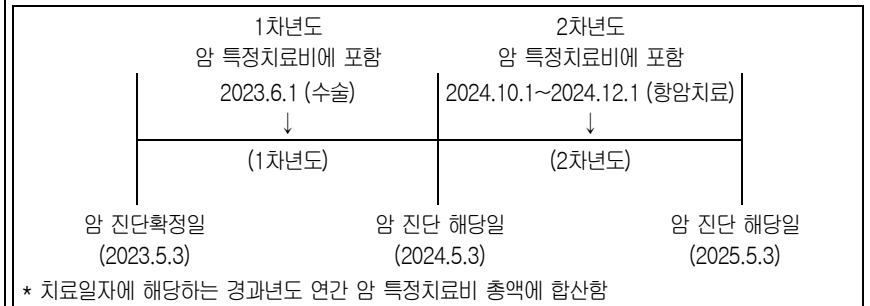 1차년도 2차년도
암 특정치료비에 포함 암 특정치료비에 포함
2023.6.1 (수술) 2024.10.1~2024.12.1 (항암치료)
↓ ↓
(1차년도) (2차년도)
암 진단확정일 암 진단 해당일 암 진단 해당일
(2023.5.3) (2024.5.3) (2025.5.3)
* 치료일자에 해당하는 경과년도 연간 암 특정치료비 총액에 합산함